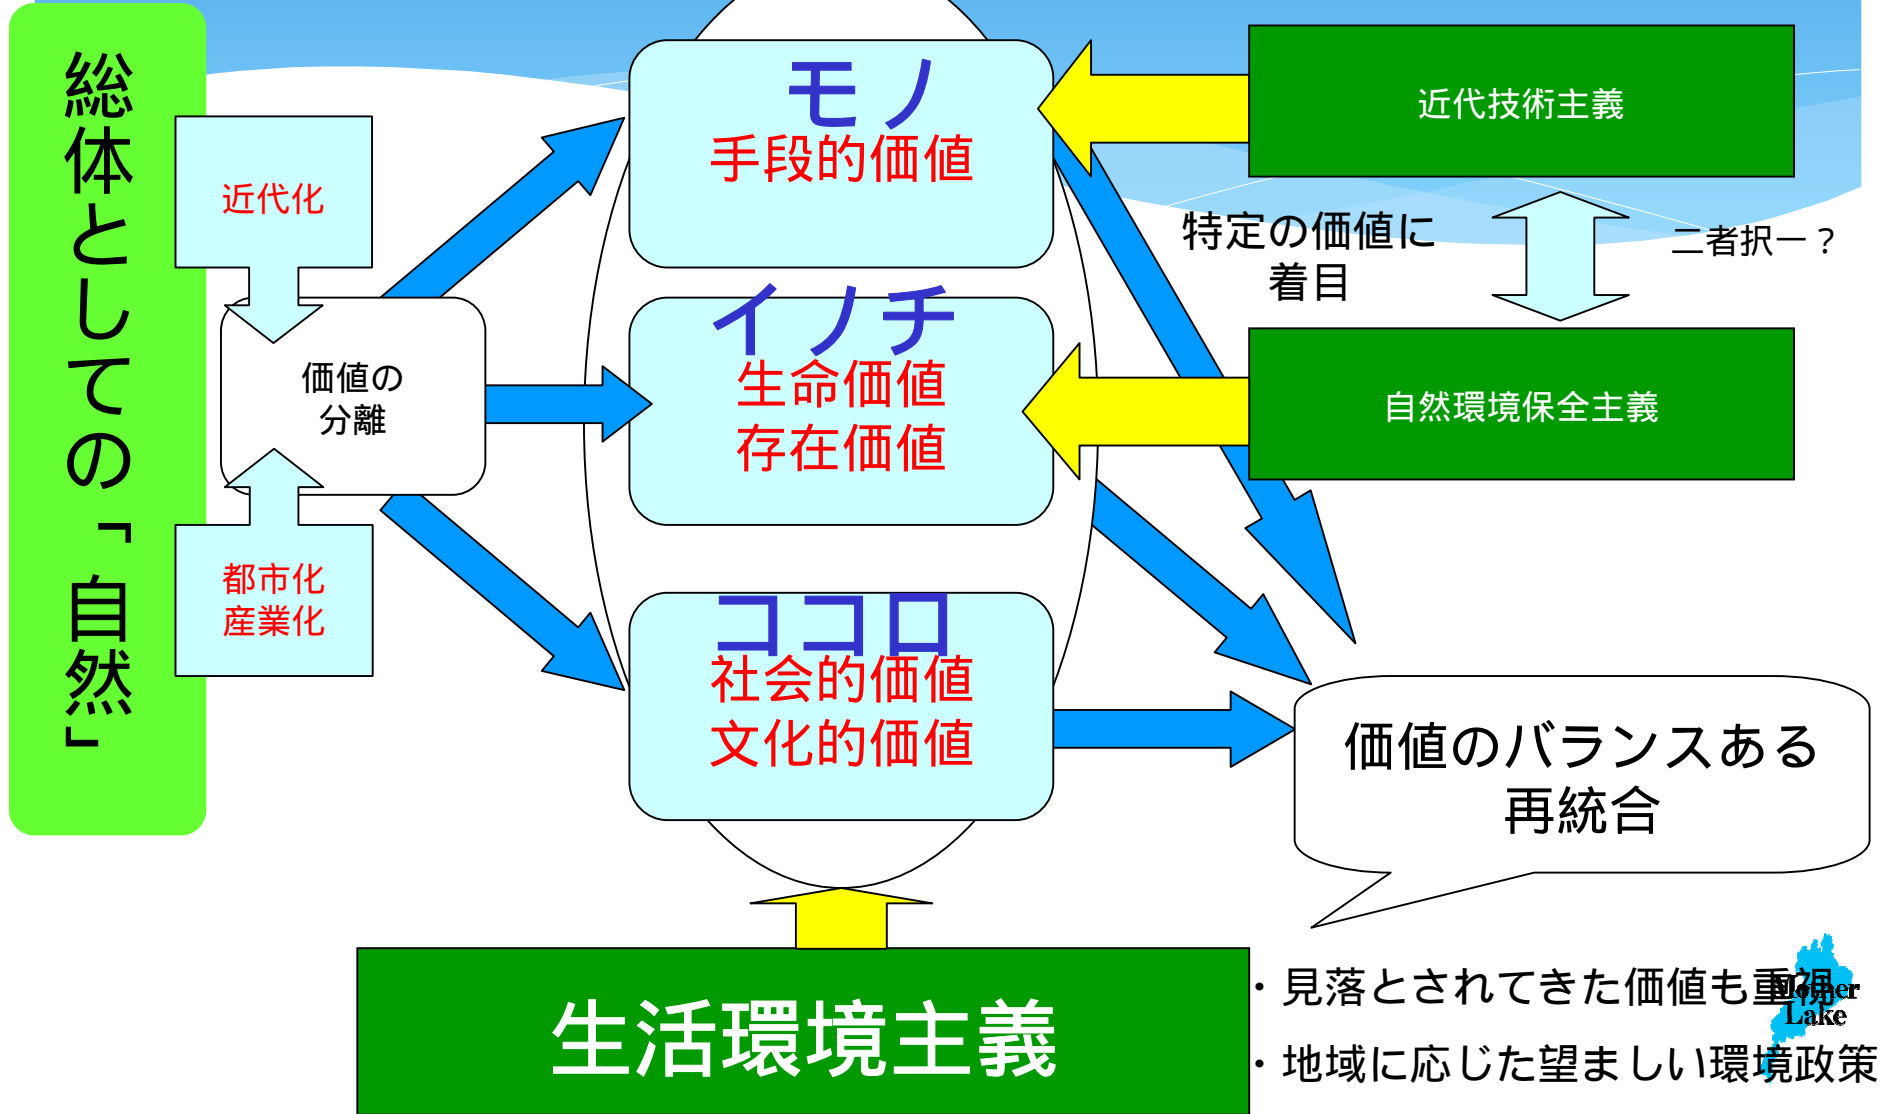 総体としての「自然」
近代化
価値の
分離
都市化
産業化
モノ
手段的価値
イノチ
生命価値
存在価値
ココロ
社会的価値
文化的価値
近代技術主義
特定の価値に
着目
二者択一？
自然環境保全主義
価値のバランスある
再統合
生活環境主義
・見落とされてきた価値も重視
・地域に応じた望ましい環境政策
Mother
Lake